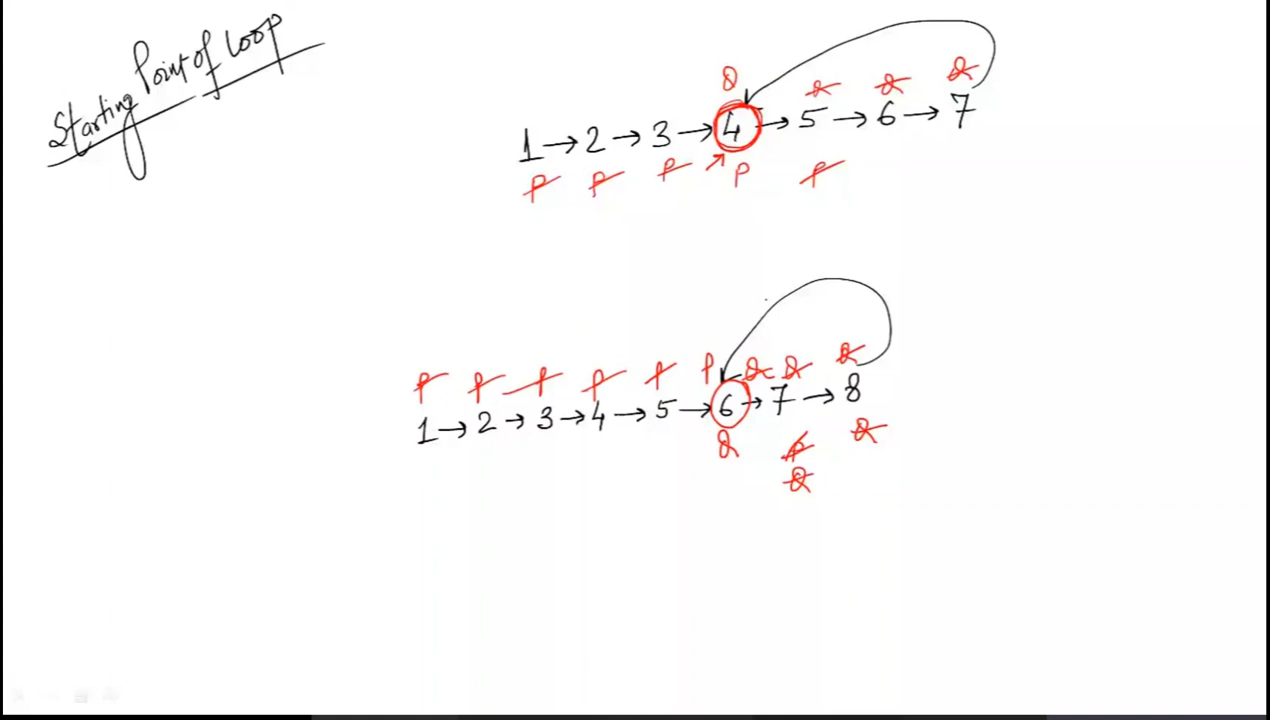 Starting Point of Loop
Q Q Q Q
1 → 2 → 3 → 4 → 5 → 6 → 7
P P P P P
P P P P P P Q Q Q
1 → 2 → 3 → 4 → 5 → 6 → 7 → 8
Q P Q
Q